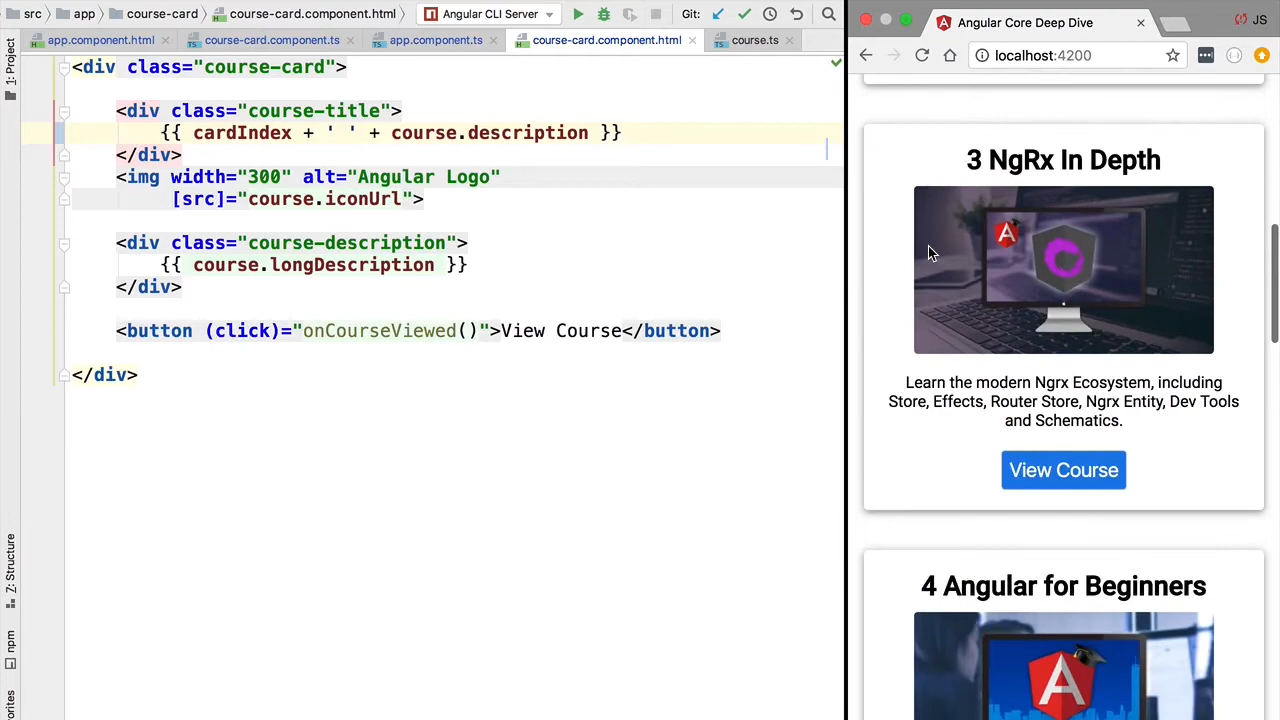 src app course-card course-card.component.html Angular CLI Server Git:
app.component.html course-card.component.ts app.component.ts course-card.component.html course.ts
1: Project
<div class="course-card">
<div class="course-title">
{{ cardIndex + ' ' + course.description }}
</div>
<img width="300" alt="Angular Logo"
[src]="course.iconUrl">
<div class="course-description">
{{ course.longDescription }}
</div>
<button (click)="onCourseViewed()">View Course</button>
</div>
Z: Structure
npm
Angular Core Deep Dive
JS
localhost:4200
3 NgRx In Depth
Learn the modern Ngrx Ecosystem, including
Store, Effects, Router Store, Ngrx Entity, Dev Tools
and Schematics.
View Course
4 Angular for Beginners